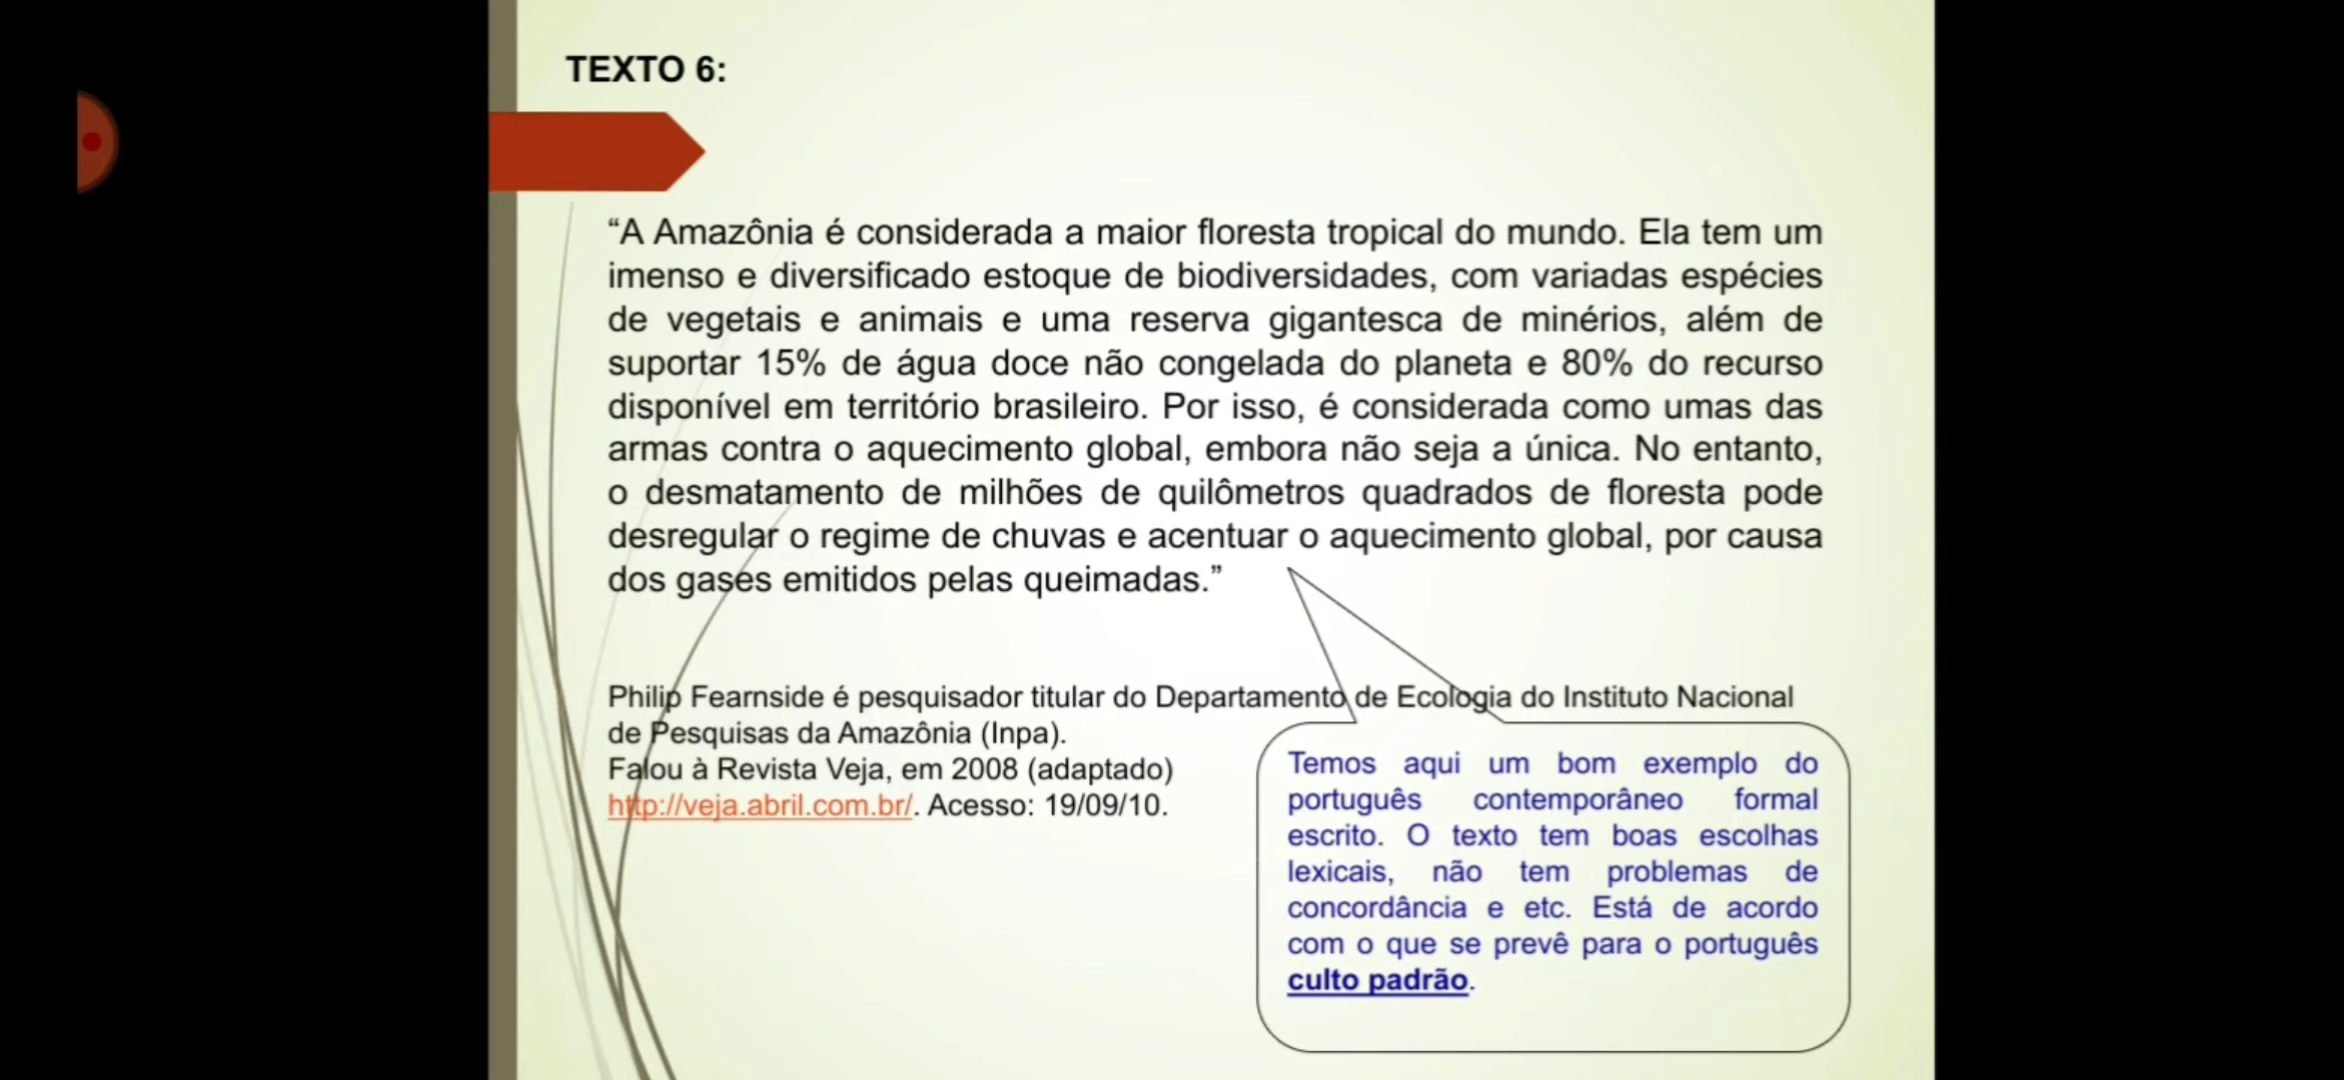 TEXTO 6:
“A Amazônia é considerada a maior floresta tropical do mundo. Ela tem um
imenso e diversificado estoque de biodiversidades, com variadas espécies
de vegetais e animais e uma reserva gigantesca de minérios, além de
suportar 15% de água doce não congelada do planeta e 80% do recurso
disponível em território brasileiro. Por isso, é considerada como umas das
armas contra o aquecimento global, embora não seja a única. No entanto,
o desmatamento de milhões de quilômetros quadrados de floresta pode
desregular o regime de chuvas e acentuar o aquecimento global, por causa
dos gases emitidos pelas queimadas.”
Philip Fearnside é pesquisador titular do Departamento de Ecologia do Instituto Nacional
de Pesquisas da Amazônia (Inpa).
Falou à Revista Veja, em 2008 (adaptado)
http://veja.abril.com.br/. Acesso: 19/09/10.
Temos aqui um bom exemplo do
português contemporâneo formal
escrito. O texto tem boas escolhas
lexicais, não tem problemas de
concordância e etc. Está de acordo
com o que se prevê para o português
culto padrão.